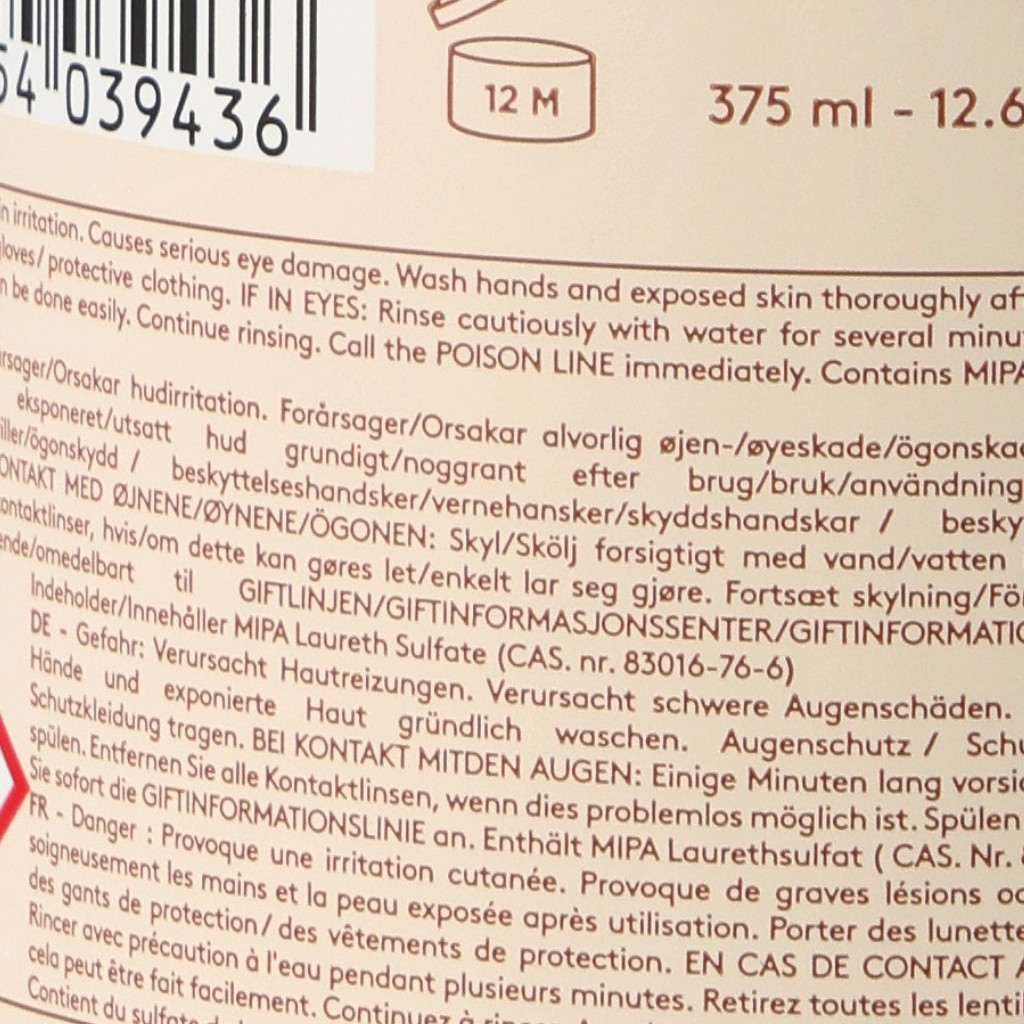 54 039436
12 M
375 ml - 12.6
n irritation. Causes serious eye damage. Wash hands and exposed skin thoroughly af
loves/ protective clothing. IF IN EYES: Rinse cautiously with water for several minu
n be done easily. Continue rinsing. Call the POISON LINE immediately. Contains MIPA
rsager/Orsakar hudirritation. Forårsager/Orsakar alvorlig øjen-/øyeskade/ögonska
eksponeret/utsatt hud grundigt/noggrant efter brug/bruk/användning
iller/ögonskydd / beskyttelseshandsker/vernehansker/skyddshandskar / besky
ONTAKT MED ØJNENE/ØYNENE/ÖGONEN: Skyl/Skölj forsigtigt med vand/vatten
ontaktlinser, hvis/om dette kan gøres let/enkelt lar seg gjøre. Fortsæt skylning/Fö
ende/omedelbart til GIFTLINJEN/GIFTINFORMASJONSSENTER/GIFTINFORMATIO
Indeholder/Innehåller MIPA Laureth Sulfate (CAS. nr. 83016-76-6)
DE - Gefahr: Verursacht Hautreizungen. Verursacht schwere Augenschäden.
Hände und exponierte Haut gründlich waschen. Augenschutz / Schu
Schutzkleidung tragen. BEI KONTAKT MITDEN AUGEN: Einige Minuten lang vorsi
spülen. Entfernen Sie alle Kontaktlinsen, wenn dies problemlos möglich ist. Spülen
Sie sofort die GIFTINFORMATIONSLINIE an. Enthält MIPA Laurethsulfat ( CAS. Nr.
FR - Danger : Provoque une irritation cutanée. Provoque de graves lésions oc
soigneusement les mains et la peau exposée après utilisation. Porter des lunette
des gants de protection/ des vêtements de protection. EN CAS DE CONTACT A
Rincer avec précaution à l'eau pendant plusieurs minutes. Retirez toutes les lenti
cela peut être fait facilement. Continuez à
Contient du sulfate